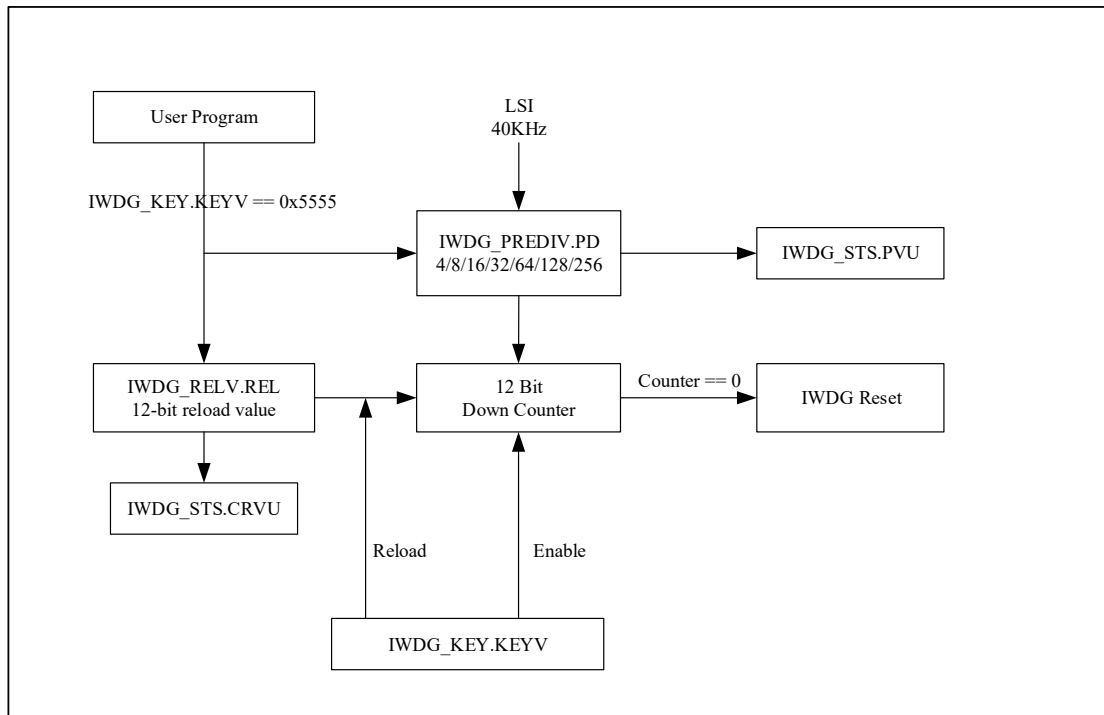 User Program
LSI
40KHz
IWDG_KEY.KEYV == 0x5555
IWDG_PREDIV.PD
4/8/16/32/64/128/256
IWDG_STS.PVU
IWDG_RELV.REL
12-bit reload value
12 Bit
Down Counter
Counter == 0
IWDG Reset
IWDG_STS.CRVU
Reload
Enable
IWDG_KEY.KEYV